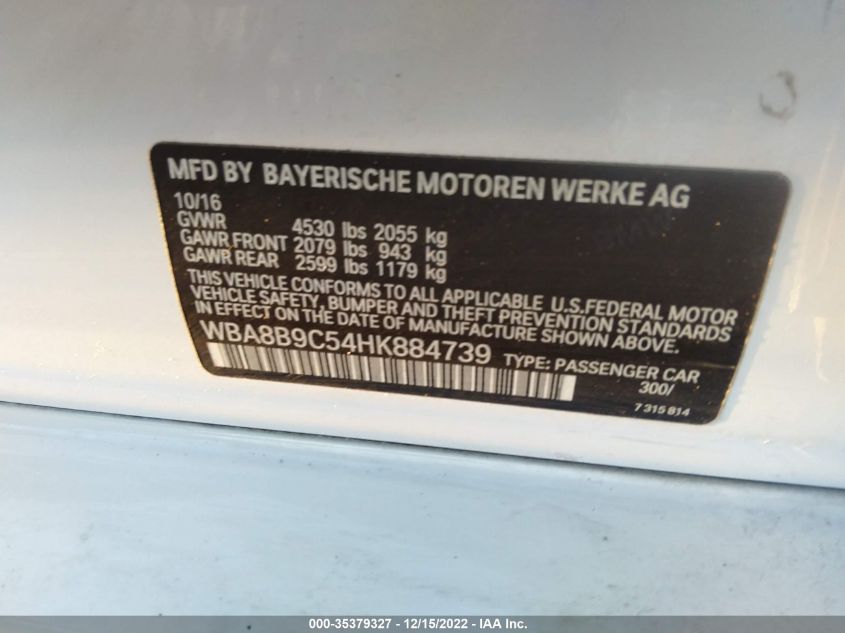 MFD BY BAYERISCHE MOTOREN WERKE AG
10/16
GVWR 4530 lbs 2055 kg
GAWR FRONT 2079 lbs 943 kg
GAWR REAR 2599 lbs 1179 kg
THIS VEHICLE CONFORMS TO ALL APPLICABLE U.S.FEDERAL MOTOR
VEHICLE SAFETY, BUMPER AND THEFT PREVENTION STANDARDS
IN EFFECT ON THE DATE OF MANUFACTURE SHOWN ABOVE.
WBA8B9C54HK884739 TYPE: PASSENGER CAR
300/
7 315 814
000-35379327 - 12/15/2022 - IAA Inc.